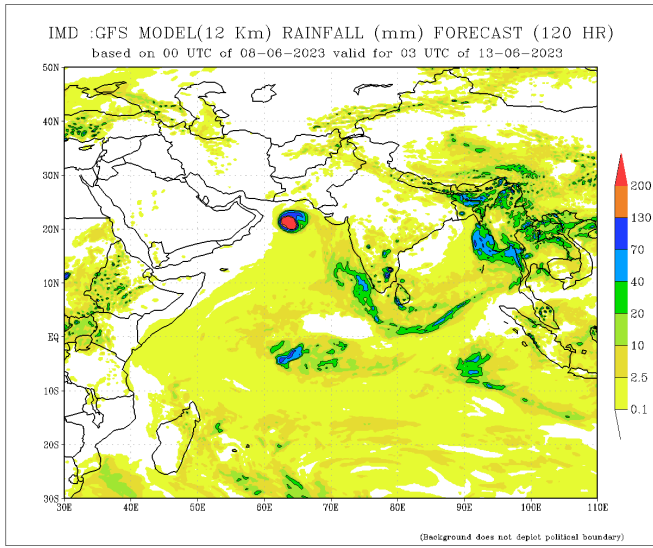 IMD :GFS MODEL(12 Km) RAINFALL (mm) FORECAST (120 HR)
based on 00 UTC of 08-06-2023 valid for 03 UTC of 13-06-2023
50N
40N
30N
20N
10N
EQ
10S
20S
30S
30E 40E 50E 60E 70E 80E 90E 100E 110E
200
130
70
40
20
10
2.5
0.1
(Background does not depict political boundary)